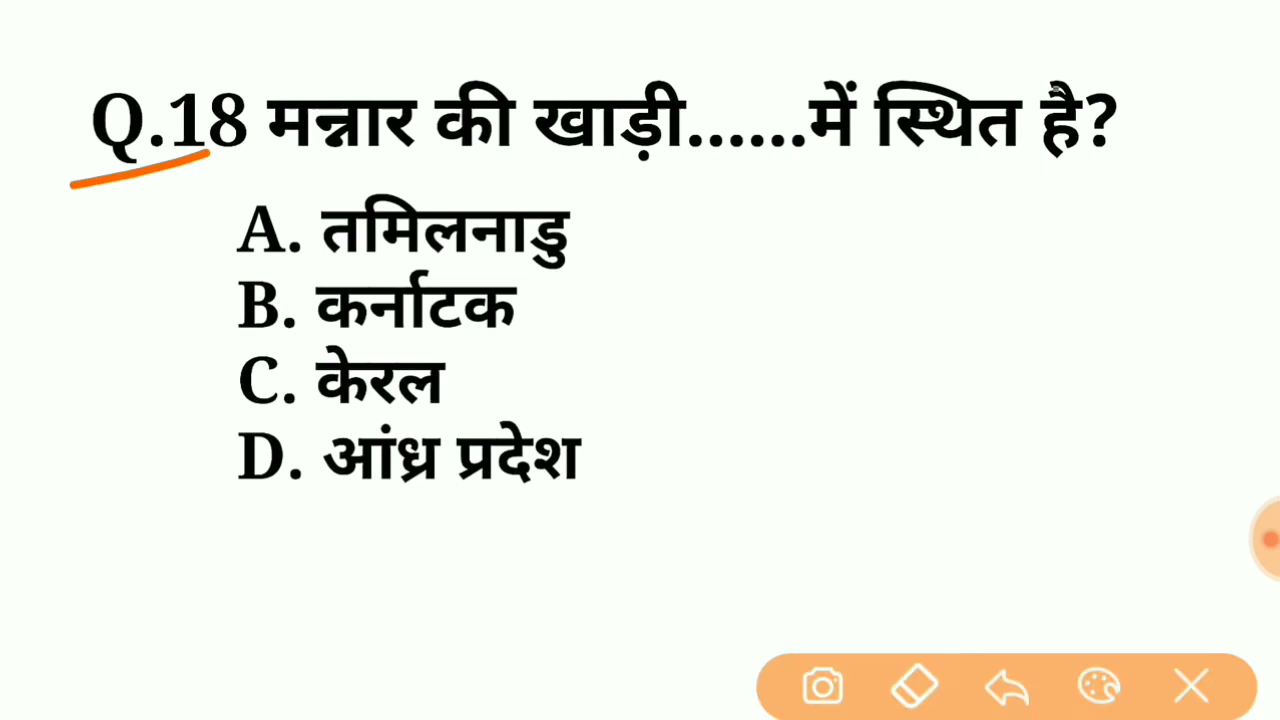 Q.18 मन्नार की खाड़ी......में स्थित है?
A. तमिलनाडु
B. कर्नाटक
C. केरल
D. आंध्र प्रदेश